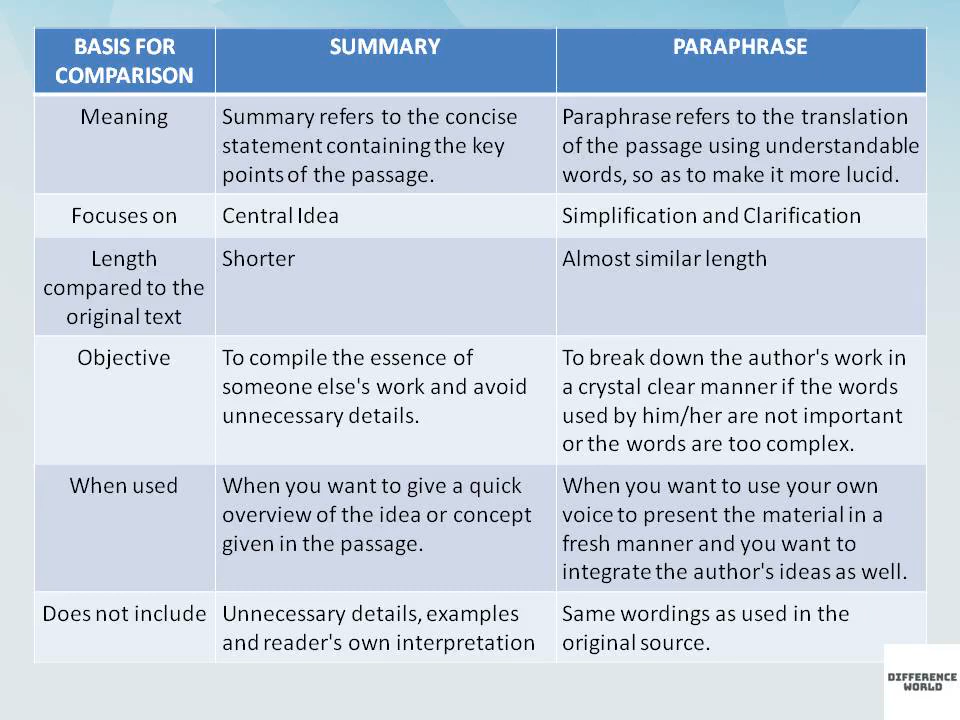 BASIS FOR
COMPARISON
SUMMARY
PARAPHRASE
Meaning
Summary refers to the concise
statement containing the key
points of the passage.
Paraphrase refers to the translation
of the passage using understandable
words, so as to make it more lucid.
Focuses on
Central Idea
Simplification and Clarification
Length
compared to the
original text
Shorter
Almost similar length
Objective
To compile the essence of
someone else's work and avoid
unnecessary details.
To break down the author's work in
a crystal clear manner if the words
used by him/her are not important
or the words are too complex.
When used
When you want to give a quick
overview of the idea or concept
given in the passage.
When you want to use your own
voice to present the material in a
fresh manner and you want to
integrate the author's ideas as well.
Does not include
Unnecessary details, examples
and reader's own interpretation
Same wordings as used in the
original source.
DIFFERENCE
WORLD